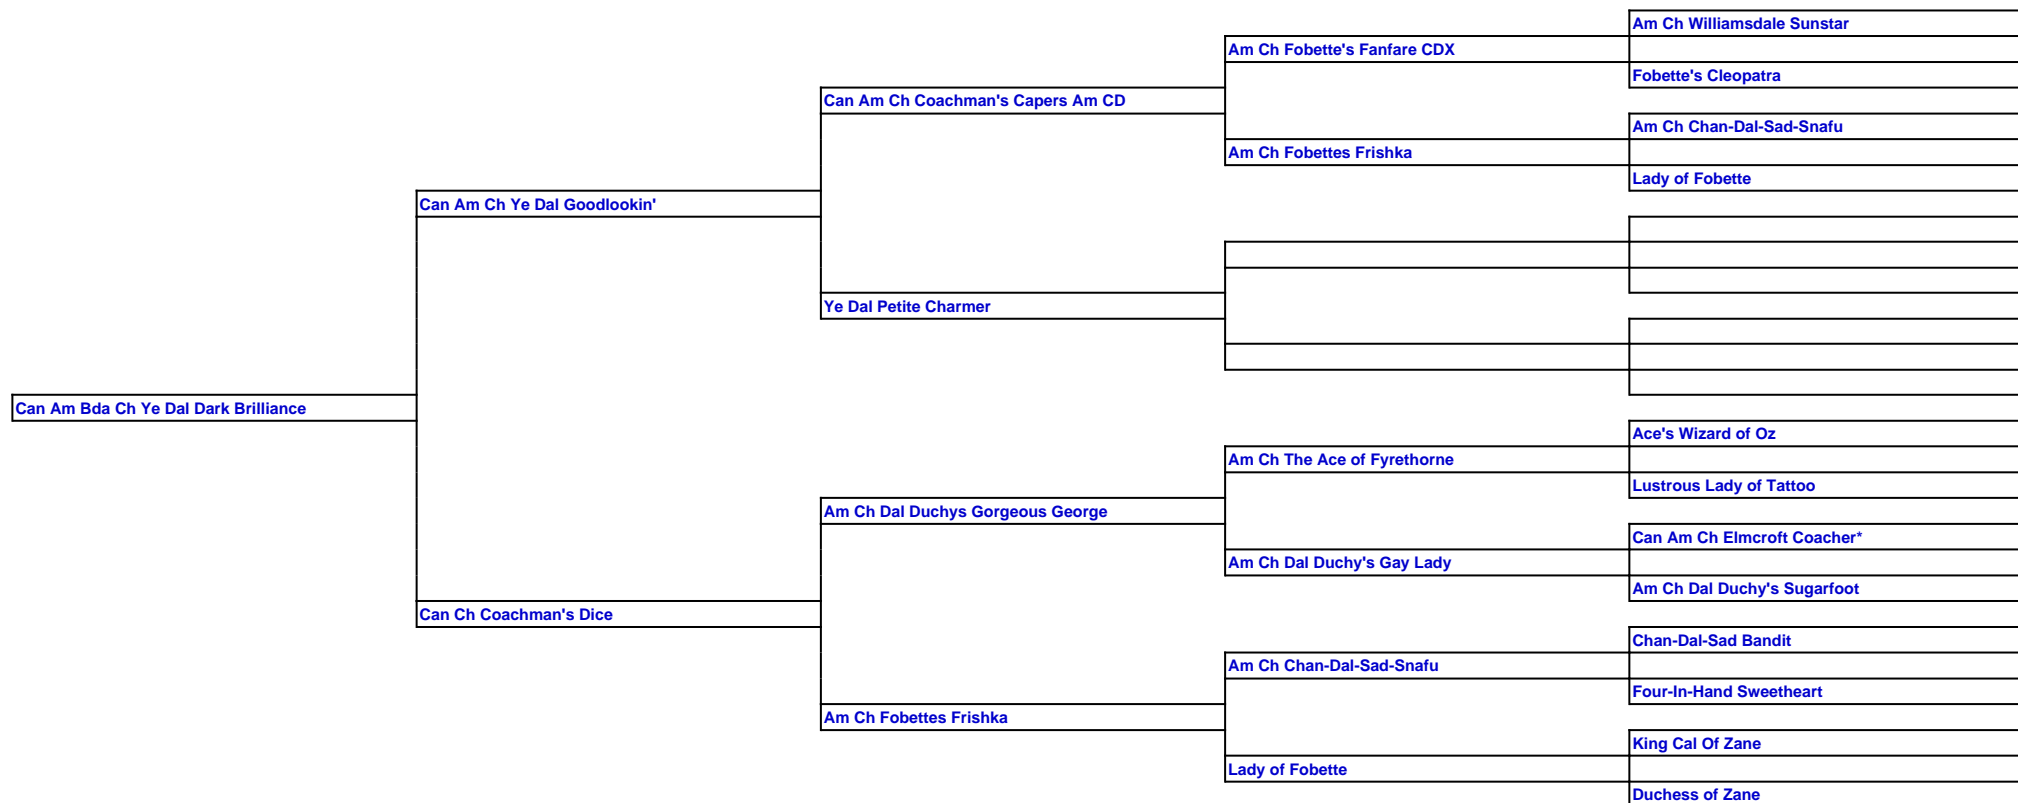 Am Ch Williamsdale Sunstar
Am Ch Fobette's Fanfare CDX
Fobette's Cleopatra
Can Am Ch Coachman's Capers Am CD
Am Ch Chan-Dal-Sad-Snafu
Am Ch Fobettes Frishka
Lady of Fobette
Can Am Ch Ye Dal Goodlookin'
Ye Dal Petite Charmer
Can Am Bda Ch Ye Dal Dark Brilliance
Ace's Wizard of Oz
Am Ch The Ace of Fyrethorne
Lustrous Lady of Tattoo
Am Ch Dal Duchys Gorgeous George
Can Am Ch Elmcroft Coacher*
Am Ch Dal Duchy's Gay Lady
Am Ch Dal Duchy's Sugarfoot
Can Ch Coachman's Dice
Chan-Dal-Sad Bandit
Am Ch Chan-Dal-Sad-Snafu
Four-In-Hand Sweetheart
Am Ch Fobettes Frishka
King Cal Of Zane
Lady of Fobette
Duchess of Zane